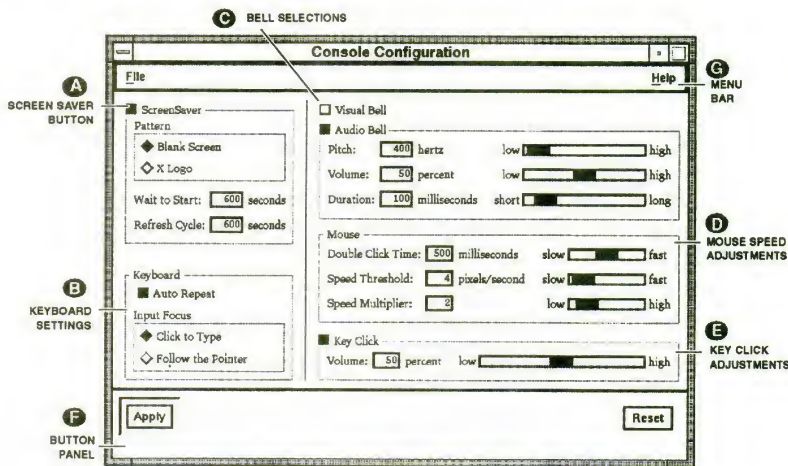 C BELL SELECTIONS
Console Configuration
File
Help
A
SCREEN SAVER
BUTTON
G
MENU
BAR
ScreenSaver
Pattern
Blank Screen
X Logo
Wait to Start: 600 seconds
Refresh Cycle: 600 seconds
Visual Bell
Audio Bell
Pitch: 400 hertz low high
Volume: 50 percent low high
Duration: 100 milliseconds short long
D
MOUSE SPEED
ADJUSTMENTS
Mouse
Double Click Time: 500 milliseconds slow fast
Speed Threshold: 4 pixels/second slow fast
Speed Multiplier: 2 low high
B
KEYBOARD
SETTINGS
Keyboard
Auto Repeat
Input Focus
Click to Type
Follow the Pointer
E
KEY CLICK
ADJUSTMENTS
Key Click
Volume: 50 percent low high
F
BUTTON
PANEL
Apply
Reset